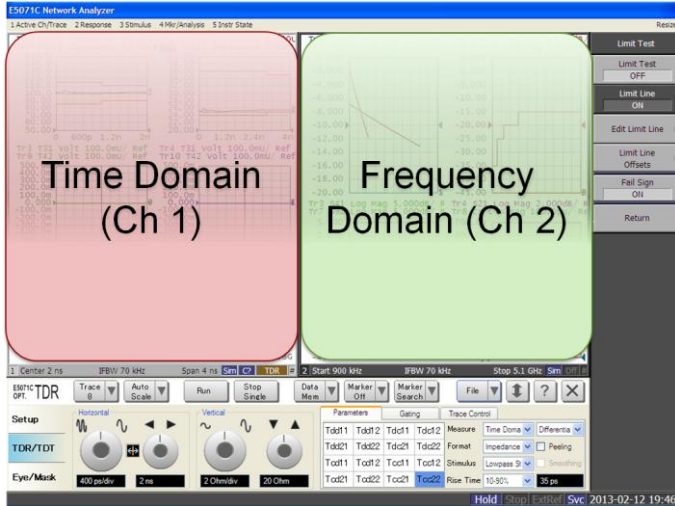 E5071C Network Analyzer
1 Active Ch/Trace 2 Response 3 Stimulus 4 Mkr/Analysis 5 Instr State
Resize
Time Domain
(Ch 1)
Frequency
Domain (Ch 2)
Limit Test
Limit Test
OFF
Limit Line
ON
Edit Limit Line
Limit Line
Offsets
Fail Sign
ON
Return
1 Center 2 ns IFBW 70 kHz Span 4 ns Sim C? TDR #
2 Start 900 kHz IFBW 70 kHz Stop 5.1 GHz Sim Off #
E5071C OPT. TDR
Trace 8
Auto Scale
Run
Stop Single
Data Mem
Marker Off
Marker Search
File
?
Setup
TDR/TDT
Eye/Mask
Horizontal
400 ps/div 2 ns
Vertical
2 Ohm/div 20 Ohm
Parameters Gating Trace Control
Tdd11 Tdd12 Tdc11 Tdc12 Measure Time Doma Differentia
Tdd21 Tdd22 Tdc21 Tdc22 Format Impedance Peeling
Tcd11 Tcd12 Tcc11 Tcc12 Stimulus Lowpass St Smoothing
Tcd21 Tcd22 Tcc21 Tcc22 Rise Time 10-90% 35 ps
Hold Stop ExtRef Svc 2013-02-12 19:46